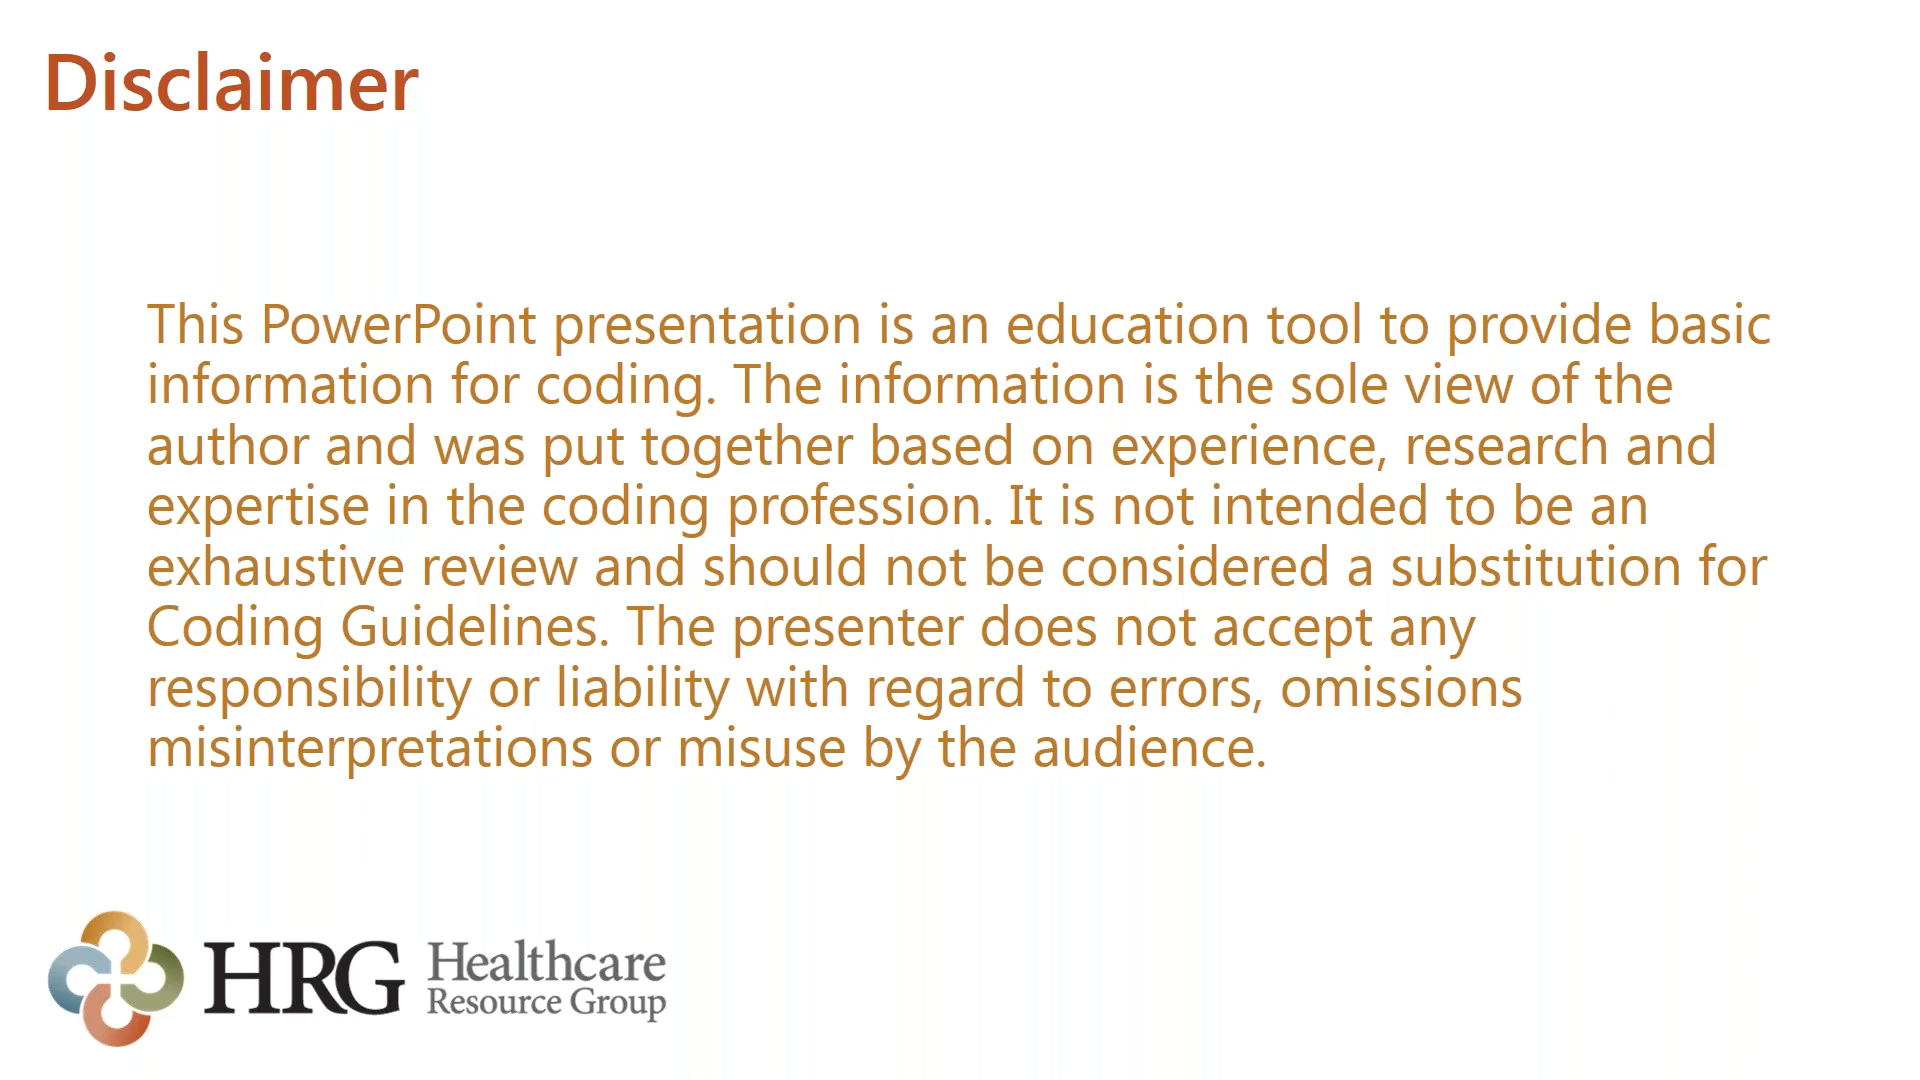 Disclaimer
This PowerPoint presentation is an education tool to provide basic
information for coding. The information is the sole view of the
author and was put together based on experience, research and
expertise in the coding profession. It is not intended to be an
exhaustive review and should not be considered a substitution for
Coding Guidelines. The presenter does not accept any
responsibility or liability with regard to errors, omissions
misinterpretations or misuse by the audience.
HRG Healthcare
Resource Group